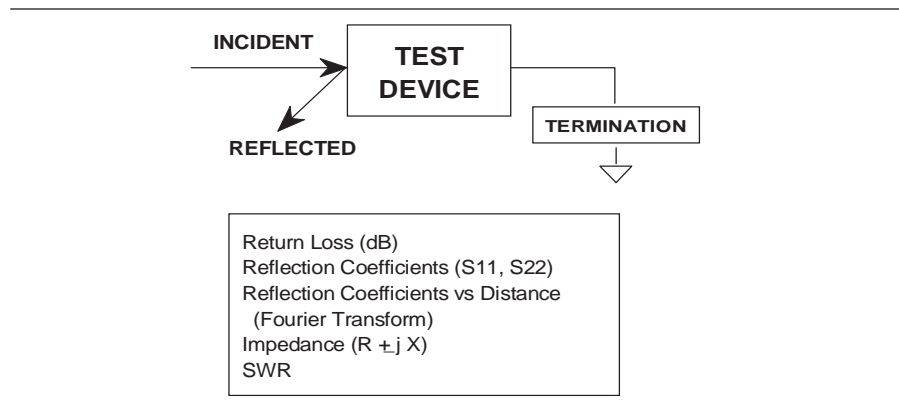 INCIDENT
TEST
DEVICE
REFLECTED
TERMINATION
Return Loss (dB)
Reflection Coefficients (S11, S22)
Reflection Coefficients vs Distance
(Fourier Transform)
Impedance (R ± j X)
SWR